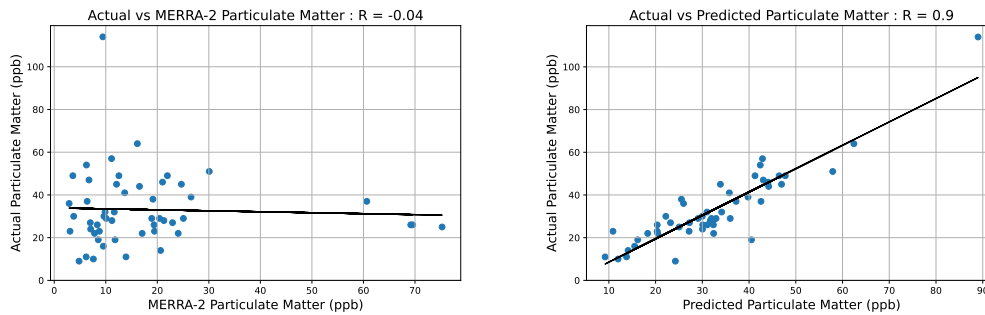 Actual vs MERRA-2 Particulate Matter : R = -0.04
Actual Particulate Matter (ppb)
100
80
60
40
20
0
0 10 20 30 40 50 60 70
MERRA-2 Particulate Matter (ppb)
Actual vs Predicted Particulate Matter : R = 0.9
Actual Particulate Matter (ppb)
100
80
60
40
20
0
10 20 30 40 50 60 70 80 90
Predicted Particulate Matter (ppb)